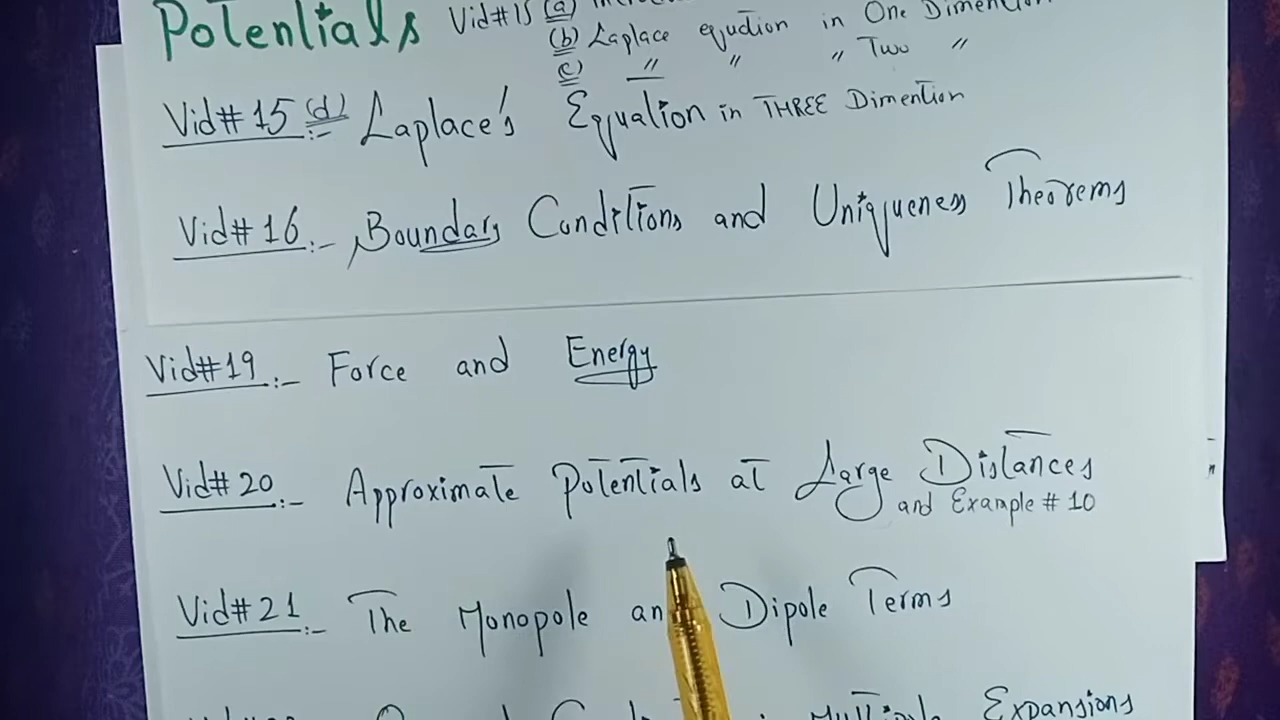 Potentials Vid#15 (a)
(b) Laplace equation in One Dimention
(c) " " " Two "
Vid# 15 (d) :- Laplace's Equation in THREE Dimention
Vid# 16 :- Boundary Conditions and Uniqueness Theorems
Vid#19 :- Force and Energy
Vid# 20 :- Approximate Potentials at Large Distances
and Example # 10
Vid# 21 :- The Monopole and Dipole Terms
in Multipole Expansions